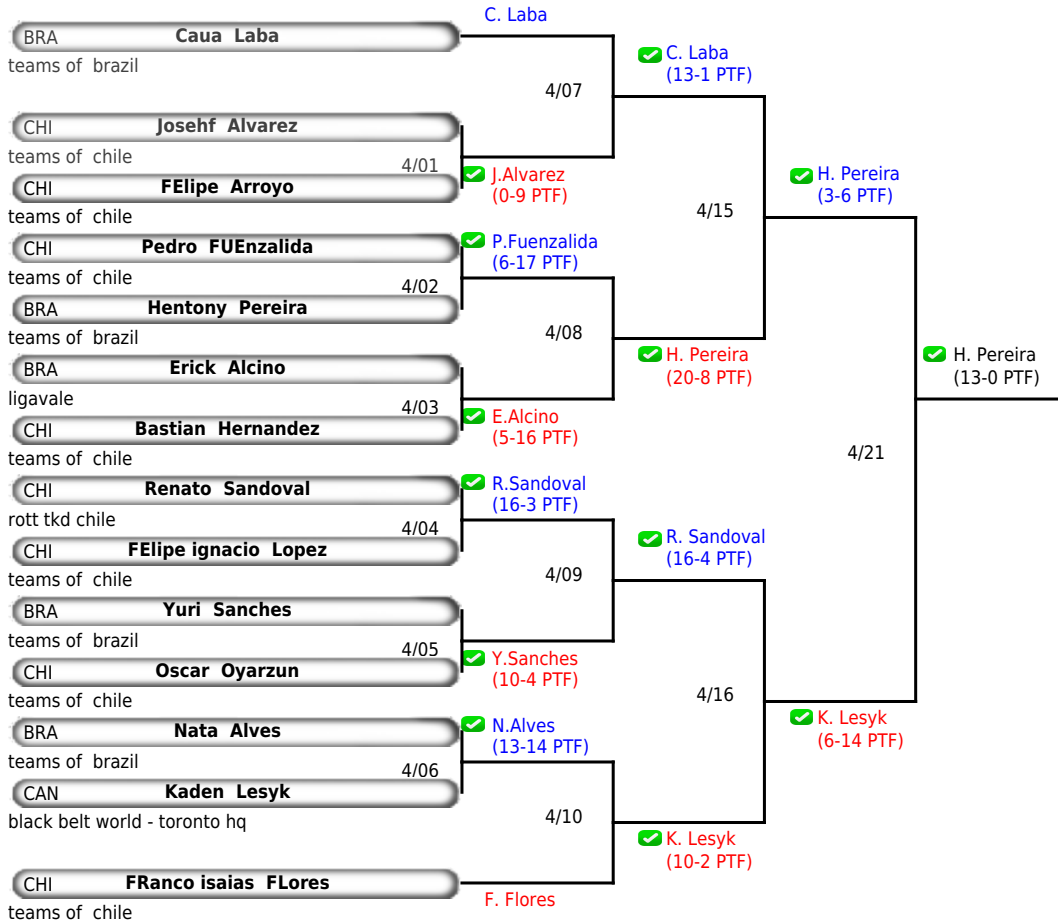 C. Laba
BRA Caua Laba
teams of brazil
C. Laba
(13-1 PTF)
4/07
CHI Josehf Alvarez
teams of chile
4/01
J.Alvarez
(0-9 PTF)
CHI FElipe Arroyo
teams of chile
H. Pereira
(3-6 PTF)
4/15
CHI Pedro FUEnzalida
teams of chile
P.Fuenzalida
(6-17 PTF)
4/02
BRA Hentony Pereira
teams of brazil
4/08
H. Pereira
(20-8 PTF)
H. Pereira
(13-0 PTF)
BRA Erick Alcino
ligavale
4/03
E.Alcino
(5-16 PTF)
CHI Bastian Hernandez
teams of chile
4/21
CHI Renato Sandoval
rott tkd chile
R.Sandoval
(16-3 PTF)
4/04
R. Sandoval
(16-4 PTF)
CHI FElipe ignacio Lopez
teams of chile
4/09
BRA Yuri Sanches
teams of brazil
4/05
Y.Sanches
(10-4 PTF)
CHI Oscar Oyarzun
teams of chile
4/16
K. Lesyk
(6-14 PTF)
BRA Nata Alves
teams of brazil
N.Alves
(13-14 PTF)
4/06
CAN Kaden Lesyk
black belt world - toronto hq
4/10
K. Lesyk
(10-2 PTF)
CHI FRanco isaias FLores
teams of chile
F. Flores